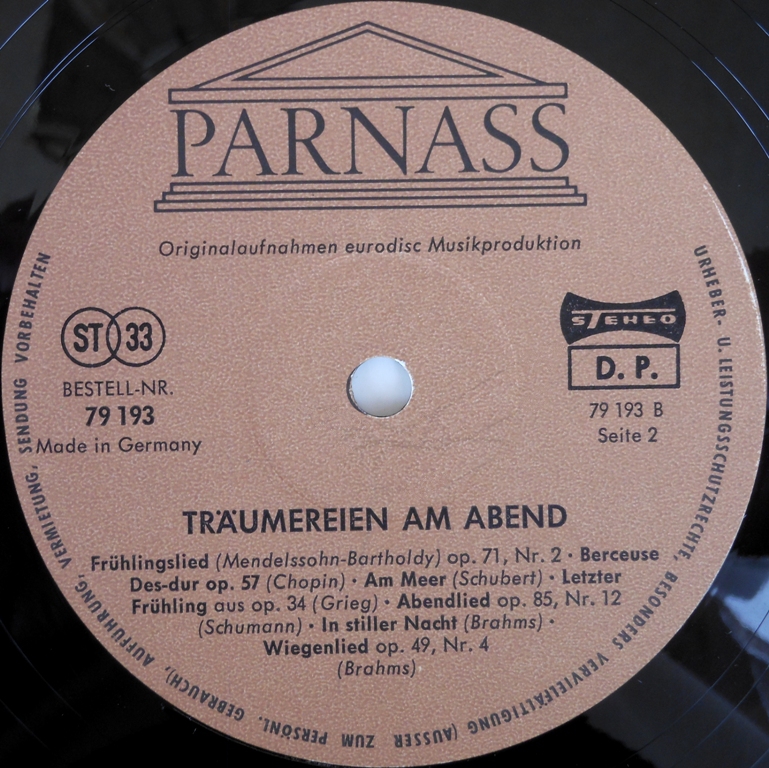 PARNASS
Originalaufnahmen eurodisc Musikproduktion
ST 33
BESTELL-NR.
79 193
Made in Germany
STEREO
D. P.
79 193 B
Seite 2
TRÄUMEREIEN AM ABEND
Frühlingslied (Mendelssohn-Bartholdy) op. 71, Nr. 2 · Berceuse
Des-dur op. 57 (Chopin) · Am Meer (Schubert) · Letzter
Frühling aus op. 34 (Grieg) · Abendlied op. 85, Nr. 12
(Schumann) · In stiller Nacht (Brahms) ·
Wiegenlied op. 49, Nr. 4
(Brahms)
URHEBER- U. LEISTUNGSSCHUTZRECHTE, BESONDERS VERVIELFÄLTIGUNG (AUSSER ZUM PERSÖNL. GEBRAUCH), AUFFÜHRUNG, VERMIETUNG, SENDUNG VORBEHALTEN